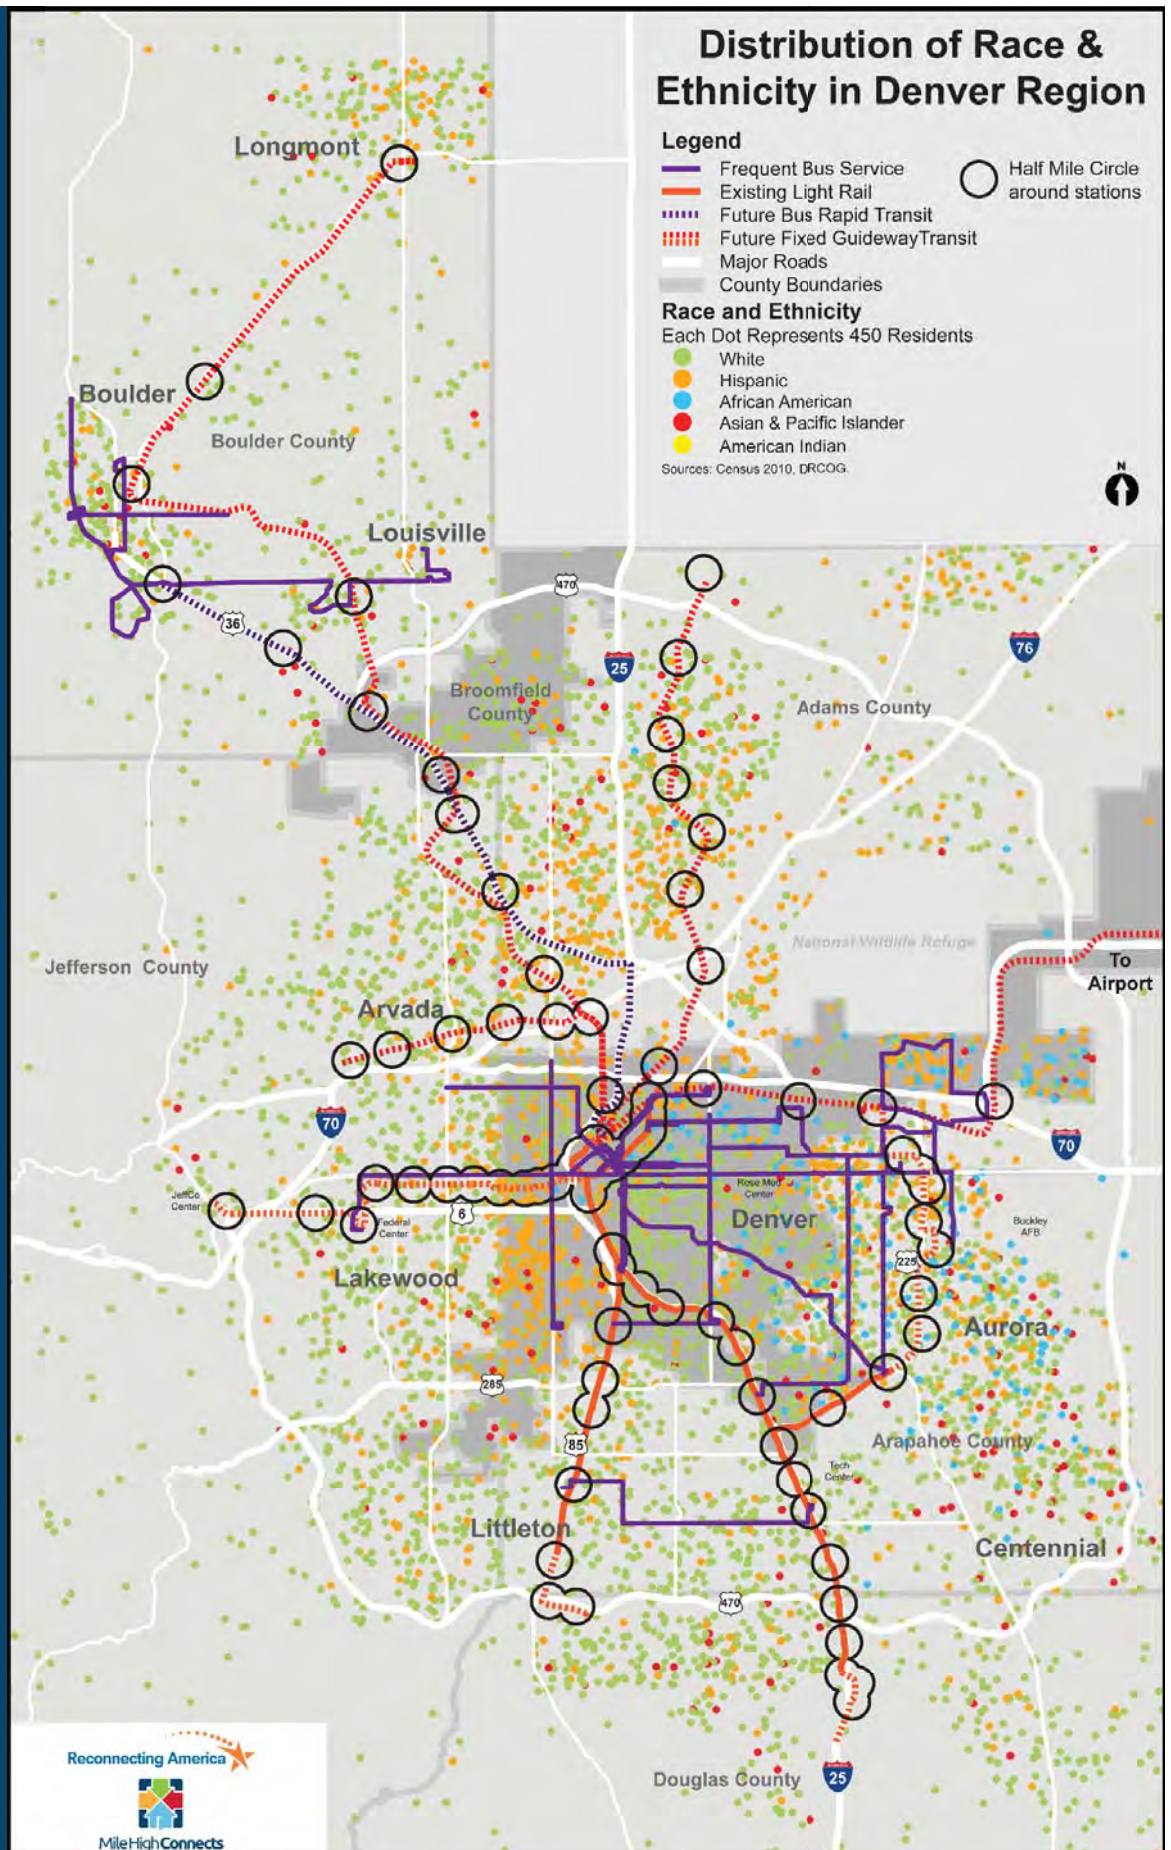 Distribution of Race &
Ethnicity in Denver Region
Legend
Frequent Bus Service
Existing Light Rail
Future Bus Rapid Transit
Future Fixed GuidewayTransit
Major Roads
County Boundaries
Half Mile Circle
around stations
Race and Ethnicity
Each Dot Represents 450 Residents
White
Hispanic
African American
Asian & Pacific Islander
American Indian
Sources: Census 2010, DRCOG.
N
Longmont
Boulder
Boulder County
Louisville
470
36
25
76
Broomfield
County
Adams County
National Wildlife Refuge
Jefferson County
To
Airport
Arvada
70
70
JeffCo
Center
Federal
Center
6
Rose Med
Center
Denver
Buckley
AFB
225
Lakewood
Aurora
285
85
Arapahoe County
Tech
Center
Littleton
Centennial
470
Douglas County
25
Reconnecting America
MileHighConnects